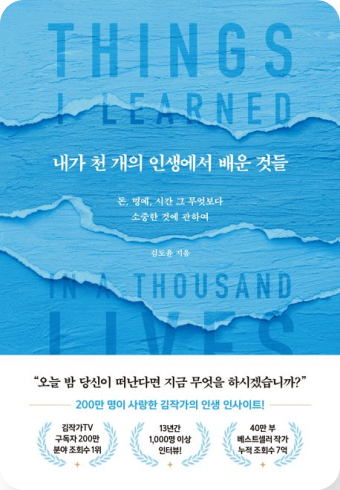 THINGS
I LEARNED
내가 천 개의 인생에서 배운 것들
돈, 명예, 시간 그 무엇보다
소중한 것에 관하여
김도윤 지음
IN A THOUSAND
LIVES
“오늘 밤 당신이 떠난다면 지금 무엇을 하시겠습니까?”
200만 명이 사랑한 김작가의 인생 인사이트!
김작가TV
구독자 200만
분야 조회수 1위
13년간
1,000명 이상
인터뷰!
40만 부
베스트셀러 작가
누적 조회수 7억